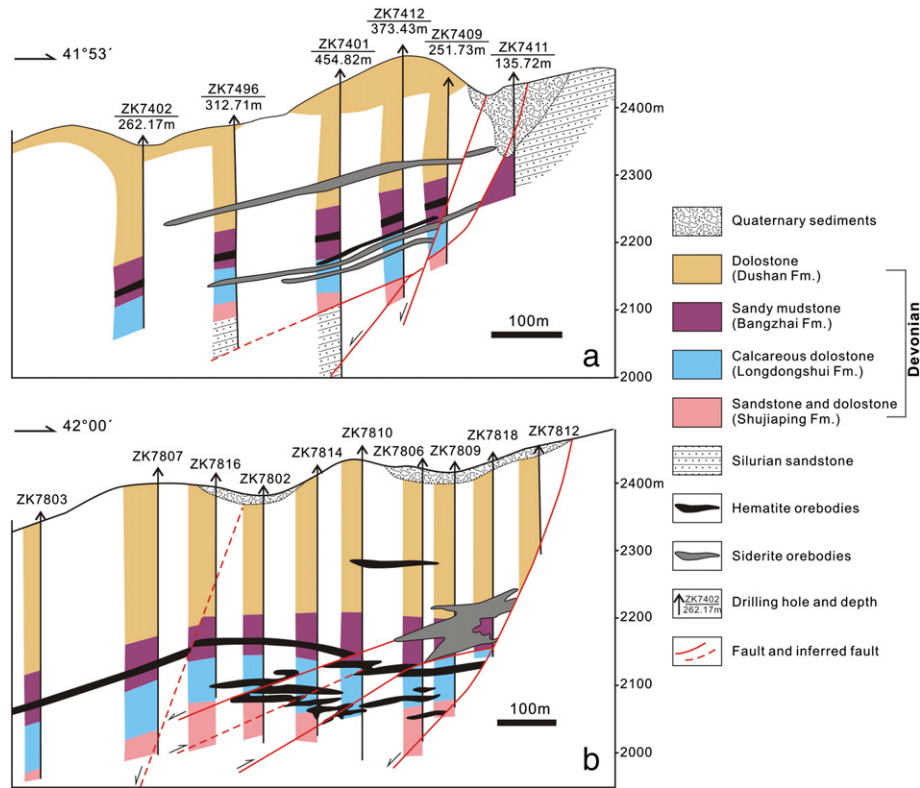 41°53′
ZK7402
262.17m
ZK7496
312.71m
ZK7401
454.82m
ZK7412
373.43m
ZK7409
251.73m
ZK7411
135.72m
2400m
2300
2200
2100
2000
100m
a
42°00′
ZK7803
ZK7807
ZK7816
ZK7802
ZK7814
ZK7810
ZK7806
ZK7809
ZK7818
ZK7812
2400m
2300
2200
2100
2000
100m
b
Quaternary sediments
Dolostone
(Dushan Fm.)
Sandy mudstone
(Bangzhai Fm.)
Calcareous dolostone
(Longdongshui Fm.)
Sandstone and dolostone
(Shujiaping Fm.)
Devonian
Silurian sandstone
Hematite orebodies
Siderite orebodies
ZK7402
262.17m
Drilling hole and depth
Fault and inferred fault